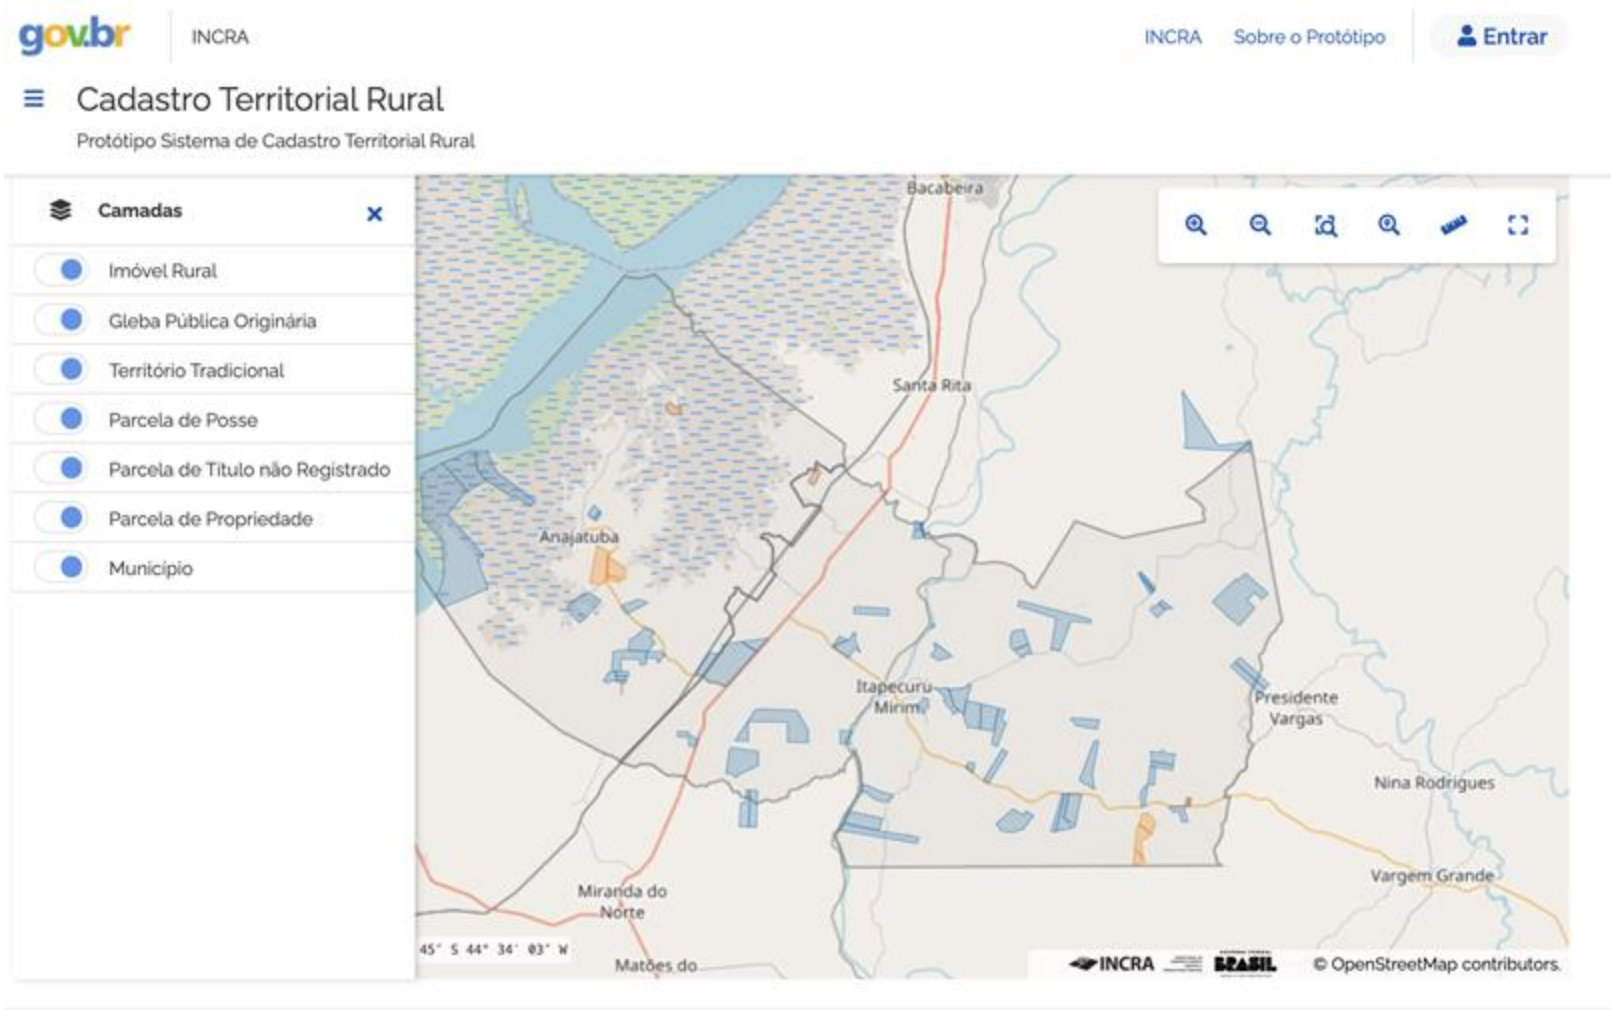 gov.br
INCRA
INCRA
Sobre o Protótipo
Entrar
Cadastro Territorial Rural
Protótipo Sistema de Cadastro Territorial Rural
Camadas
Imóvel Rural
Gleba Pública Originária
Território Tradicional
Parcela de Posse
Parcela de Título não Registrado
Parcela de Propriedade
Município
Bacabeira
Santa Rita
Anajatuba
Itapecuru
Mirim
Presidente
Vargas
Nina Rodrigues
Vargem Grande
Miranda do
Norte
Matões do
45" S 44° 34' 03" W
INCRA
BRASIL
© OpenStreetMap contributors.